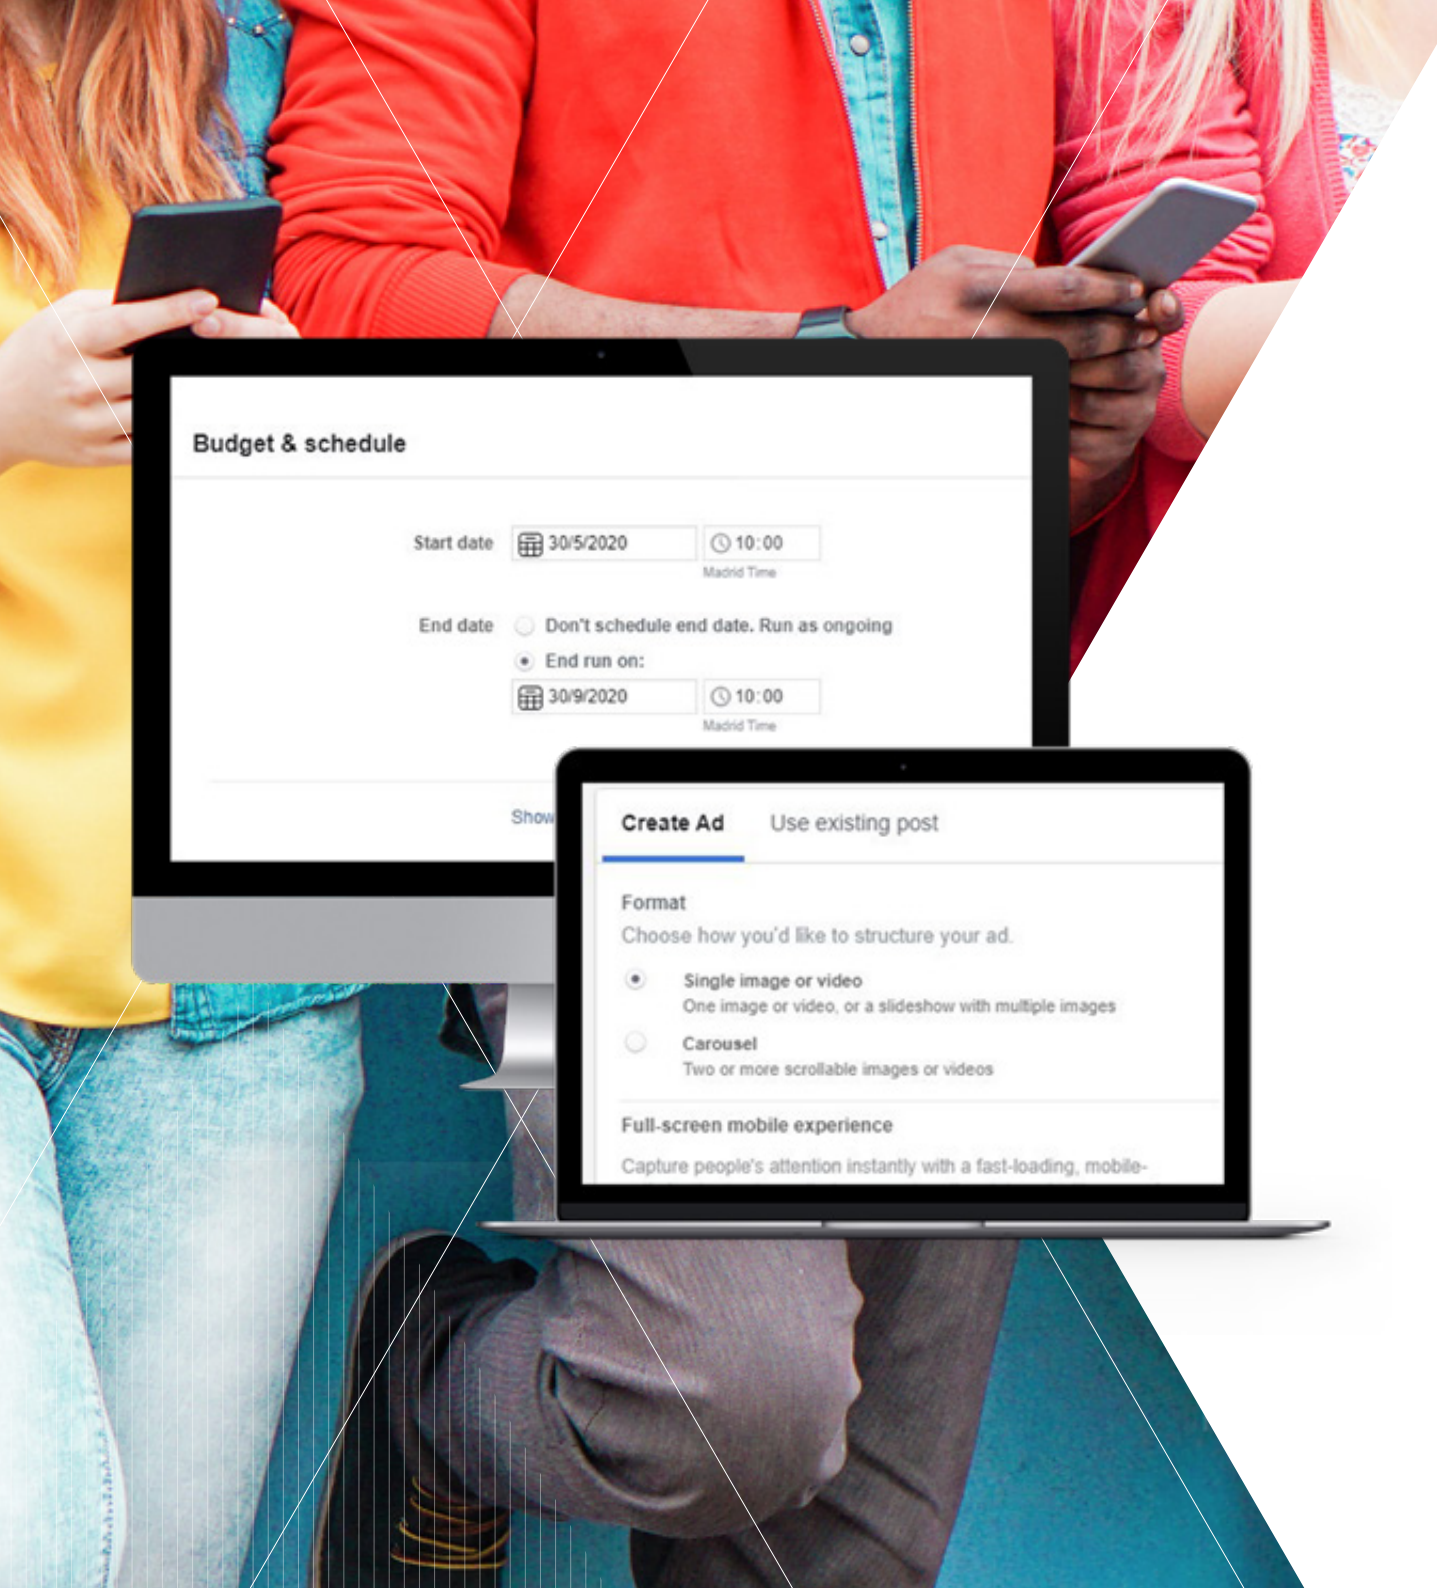 Budget & schedule
Start date 30/5/2020 10:00
Madrid Time
End date Don't schedule end date. Run as ongoing
End run on:
30/9/2020 10:00
Madrid Time
Show
Create Ad Use existing post
Format
Choose how you'd like to structure your ad.
Single image or video
One image or video, or a slideshow with multiple images
Carousel
Two or more scrollable images or videos
Full-screen mobile experience
Capture people's attention instantly with a fast-loading, mobile-